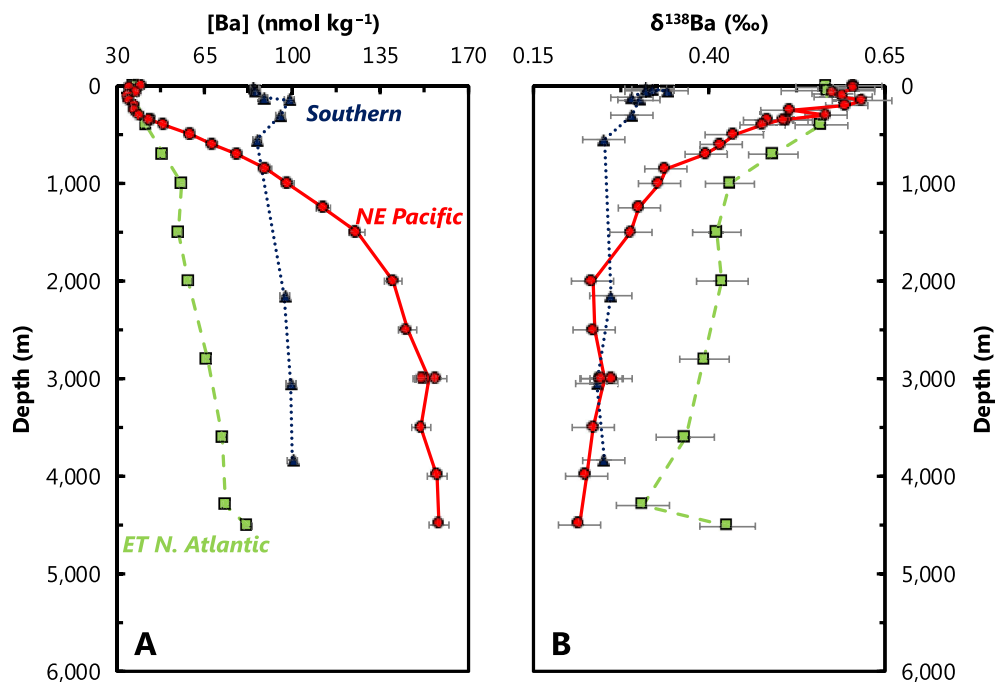 [Ba] (nmol kg⁻¹)
δ¹³⁸Ba (‰)
30 65 100 135 170
0.15 0.40 0.65
0
1,000
2,000
3,000
4,000
5,000
6,000
Depth (m)
Southern
NE Pacific
ET N. Atlantic
A
B
0
1,000
2,000
3,000
4,000
5,000
6,000
Depth (m)